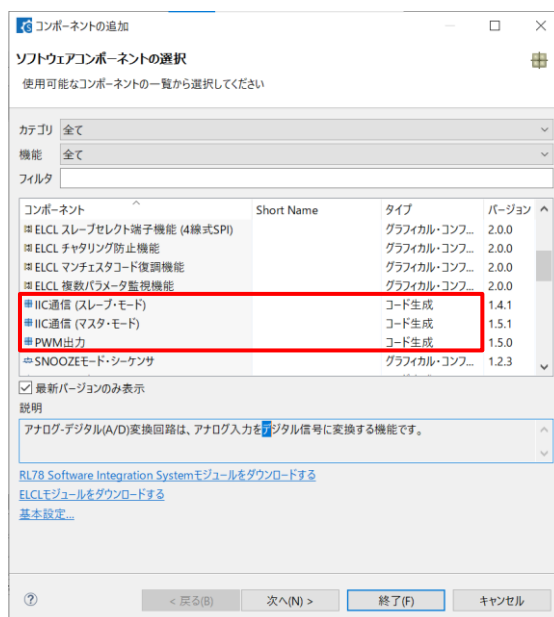 コンポーネントの追加
ソフトウェアコンポーネントの選択
使用可能なコンポーネントの一覧から選択してください
カテゴリ 全て
機能 全て
フィルタ
コンポーネント Short Name タイプ バージョン
ELCL スレーブセレクト端子機能 (4線式SPI) グラフィカル・コンフ... 2.0.0
ELCL チャタリング防止機能 グラフィカル・コンフ... 2.0.0
ELCL マンチェスタコード復調機能 グラフィカル・コンフ... 2.0.0
ELCL 複数パラメータ監視機能 グラフィカル・コンフ... 2.0.0
IIC通信 (スレーブ・モード) コード生成 1.4.1
IIC通信 (マスタ・モード) コード生成 1.5.1
PWM出力 コード生成 1.5.0
SNOOZEモード・シーケンサ グラフィカル・コンフ... 1.2.3
最新バージョンのみ表示
説明
アナログ-デジタル(A/D)変換回路は、アナログ入力をデジタル信号に変換する機能です。
RL78 Software Integration Systemモジュールをダウンロードする
ELCLモジュールをダウンロードする
基本設定...
< 戻る(B) 次へ(N) > 終了(F) キャンセル